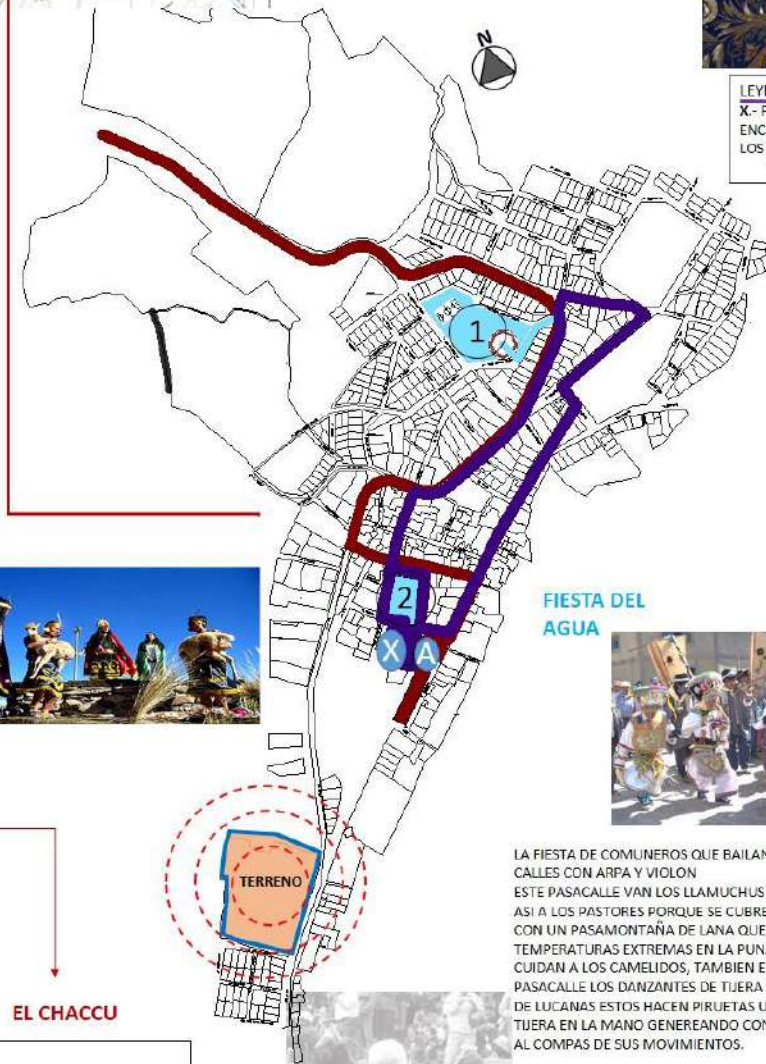 N
LEYE
X.- P
ENC
LOS
1
2
X
A
FIESTA DEL
AGUA
TERRENO
EL CHACCU
LA FIESTA DE COMUNEROS QUE BAILAN
CALLES CON ARPA Y VIOLON
ESTE PASACALLE VAN LOS LLAMUCHUS
ASI A LOS PASTORES PORQUE SE CUBRE
CON UN PASAMONTAÑA DE LANA QUE
TEMPERATURAS EXTREMAS EN LA PUNA
CUIDAN A LOS CAMELIDOS, TAMBIEN E
PASACALLE LOS DANZANTES DE TIJERA
DE LUCANAS ESTOS HACEN PIRUETAS U
TIJERA EN LA MANO GENEREANDO CON
AL COMPAS DE SUS MOVIMIENTOS.